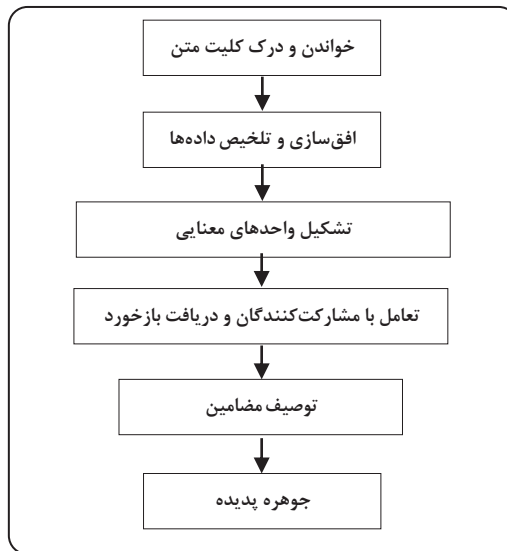 خواندن و درک کلیت متن
افق‌سازی و تلخیص داده‌ها
تشکیل واحدهای معنایی
تعامل با مشارکت‌کنندگان و دریافت بازخورد
توصیف مضامین
جوهره پدیده